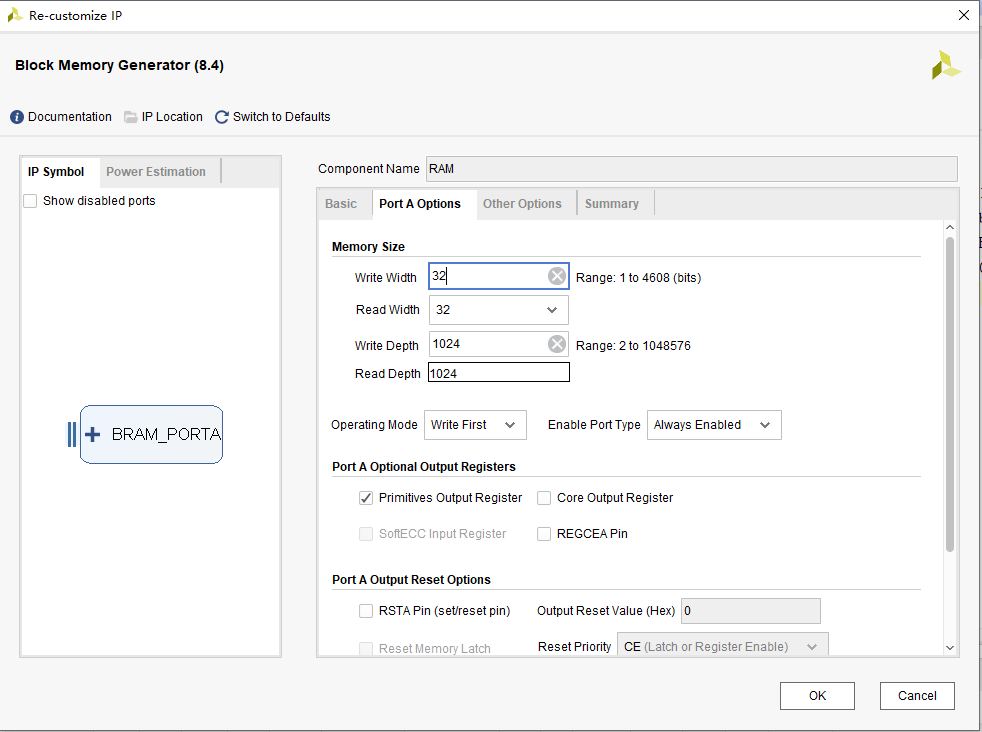 Re-customize IP
Block Memory Generator (8.4)
Documentation IP Location Switch to Defaults
IP Symbol Power Estimation
Show disabled ports
BRAM_PORTA
Component Name RAM
Basic Port A Options Other Options Summary
Memory Size
Write Width 32 Range: 1 to 4608 (bits)
Read Width 32
Write Depth 1024 Range: 2 to 1048576
Read Depth 1024
Operating Mode Write First Enable Port Type Always Enabled
Port A Optional Output Registers
Primitives Output Register Core Output Register
SoftECC Input Register REGCEA Pin
Port A Output Reset Options
RSTA Pin (set/reset pin) Output Reset Value (Hex) 0
Reset Memory Latch Reset Priority CE (Latch or Register Enable)
OK Cancel